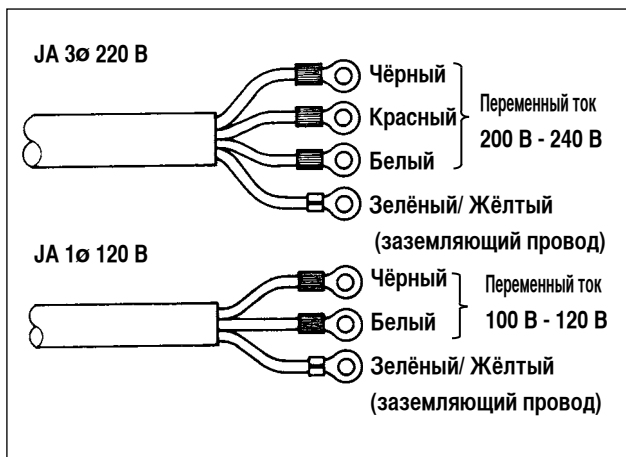 JA 3ø 220 В
Чёрный
Красный
Белый
Переменный ток
200 В - 240 В
Зелёный/ Жёлтый
(заземляющий провод)
JA 1ø 120 В
Чёрный
Белый
Переменный ток
100 В - 120 В
Зелёный/ Жёлтый
(заземляющий провод)